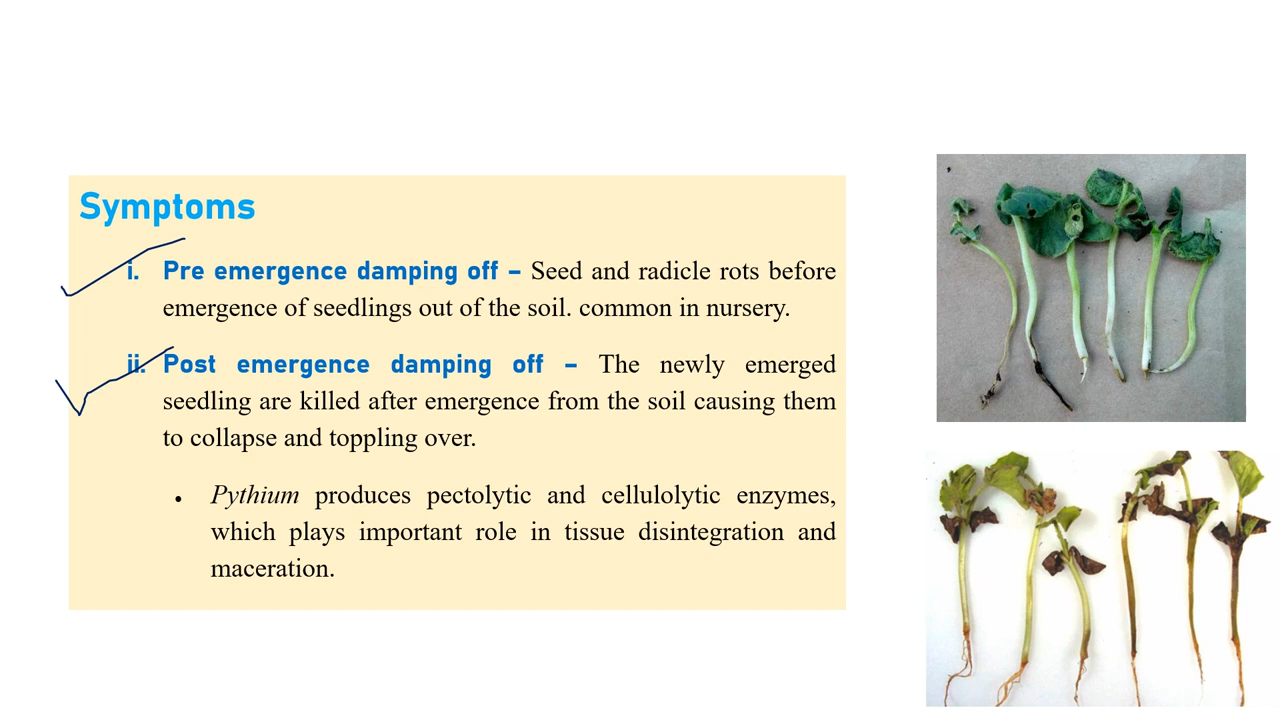 Symptoms
i. Pre emergence damping off – Seed and radicle rots before
emergence of seedlings out of the soil. common in nursery.
ii. Post emergence damping off – The newly emerged
seedling are killed after emergence from the soil causing them
to collapse and toppling over.
• Pythium produces pectolytic and cellulolytic enzymes,
which plays important role in tissue disintegration and
maceration.